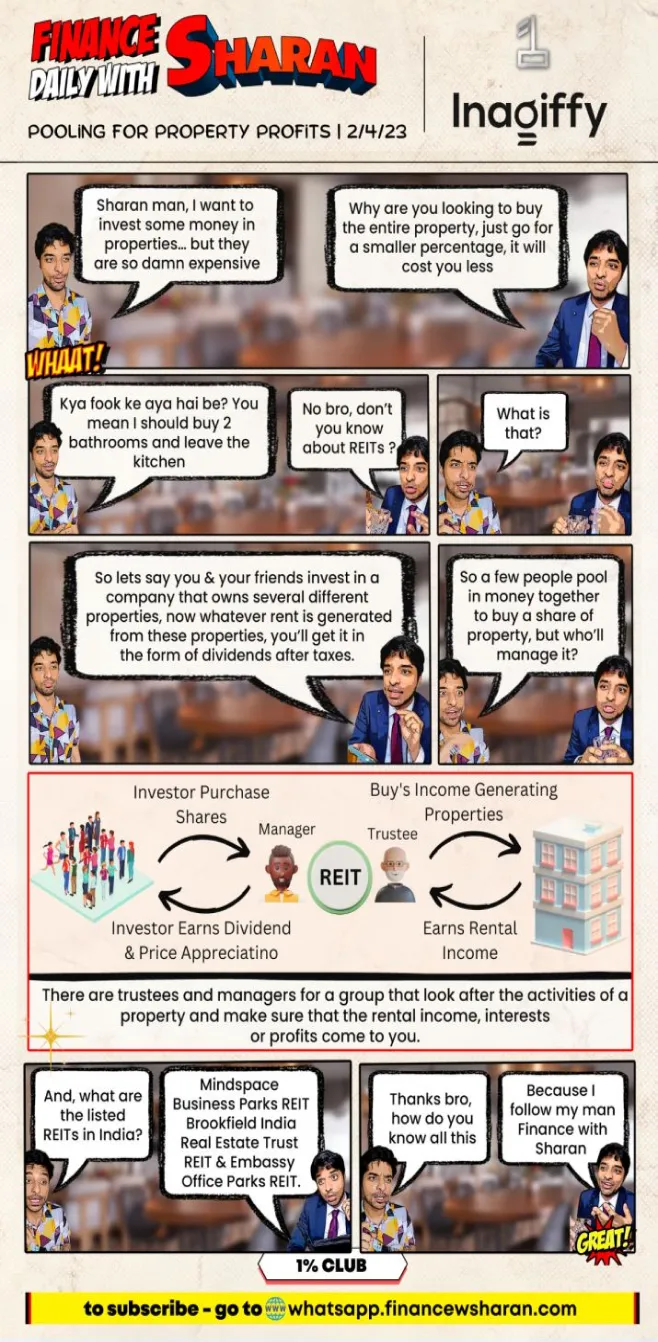 FINANCE
DAILY WITH
SHARAN
POOLING FOR PROPERTY PROFITS | 2/4/23
1
Inagiffy
Sharan man, I want to
invest some money in
properties... but they
are so damn expensive
Why are you looking to buy
the entire property, just go for
a smaller percentage, it will
cost you less
WHAAT!
Kya fook ke aya hai be? You
mean I should buy 2
bathrooms and leave the
kitchen
No bro, don't
you know
about REITs ?
What is
that?
So lets say you & your friends invest in a
company that owns several different
properties, now whatever rent is generated
from these properties, you'll get it in
the form of dividends after taxes.
So a few people pool
in money together
to buy a share of
property, but who'll
manage it?
Investor Purchase
Shares
Buy's Income Generating
Properties
Manager
Trustee
REIT
Investor Earns Dividend
& Price Appreciatino
Earns Rental
Income
There are trustees and managers for a group that look after the activities of a
property and make sure that the rental income, interests
or profits come to you.
And, what are
the listed
REITs in India?
Mindspace
Business Parks REIT
Brookfield India
Real Estate Trust
REIT & Embassy
Office Parks REIT.
Thanks bro,
how do you
know all this
Because I
follow my man
Finance with
Sharan
GREAT!
1% CLUB
to subscribe - go to www whatsapp.financewsharan.com